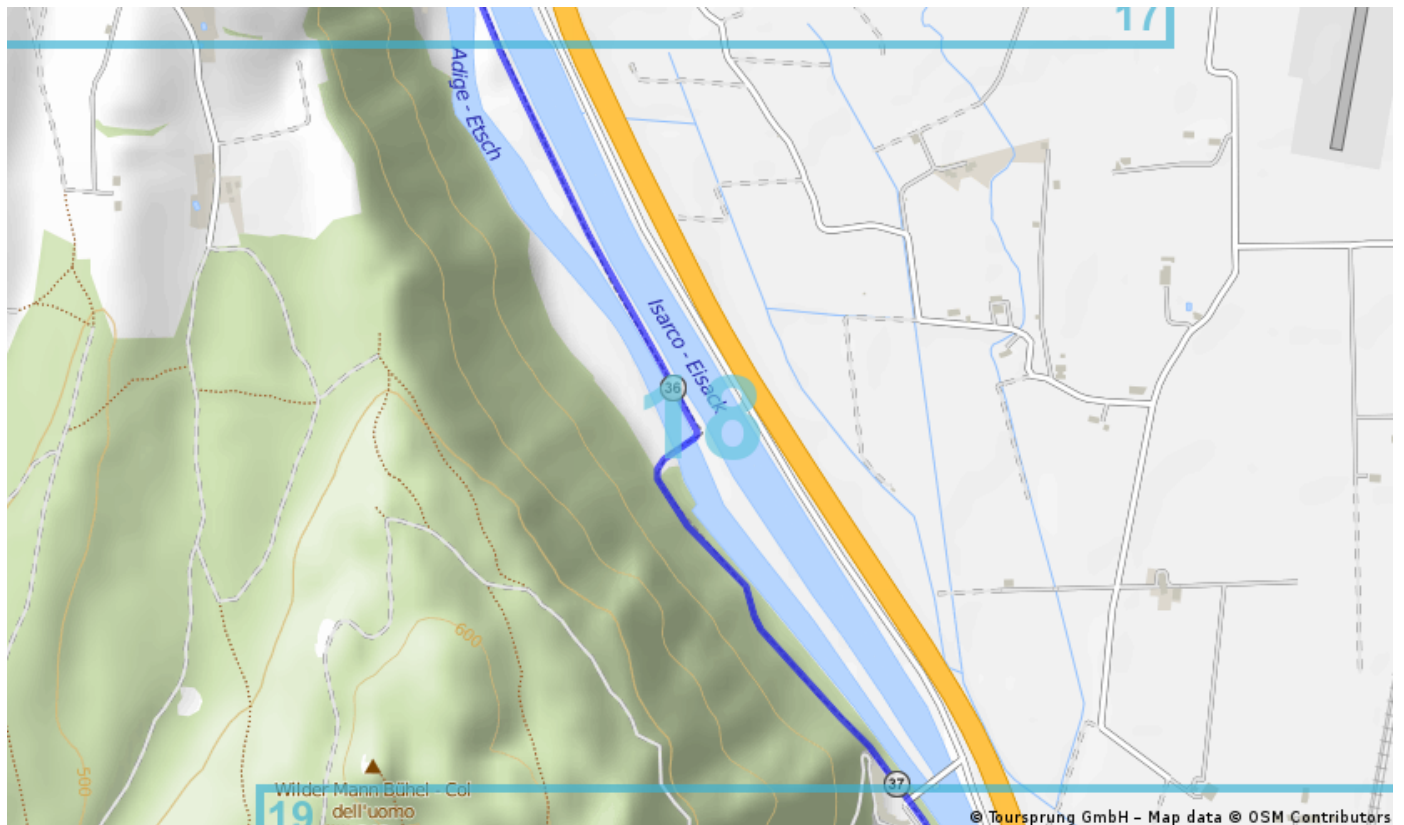 17
Adige - Etsch
Isarco - Eisack
36
18
600
500
37
Wilder Mann Bühel - Col
dell'uomo
19
© Toursprung GmbH – Map data © OSM Contributors